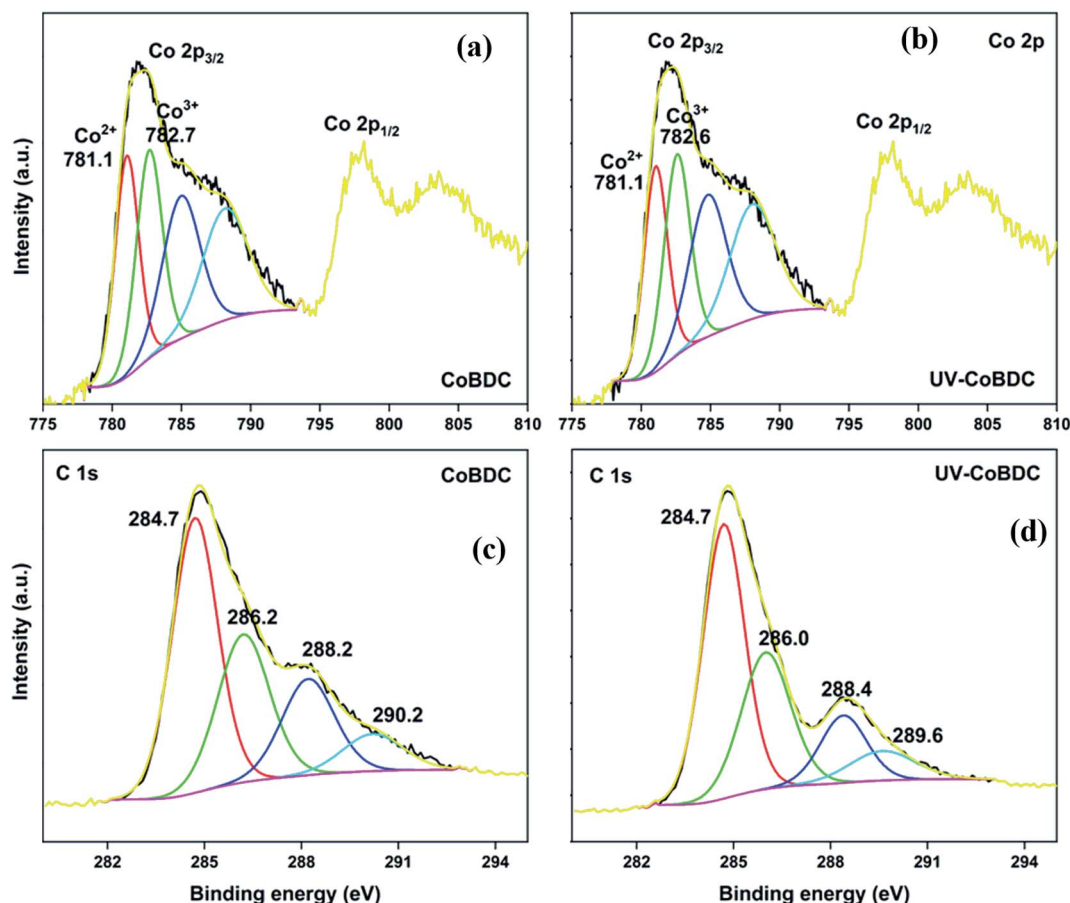 (a)
Co 2p3/2
Co3+
782.7
Co2+
781.1
Co 2p1/2
CoBDC
Intensity (a.u.)
775 780 785 790 795 800 805 810
(b)
Co 2p
Co 2p3/2
Co3+
782.6
Co2+
781.1
Co 2p1/2
UV-CoBDC
775 780 785 790 795 800 805 810
C 1s
CoBDC
(c)
284.7
286.2
288.2
290.2
Intensity (a.u.)
282 285 288 291 294
Binding energy (eV)
C 1s
UV-CoBDC
(d)
284.7
286.0
288.4
289.6
282 285 288 291 294
Binding energy (eV)